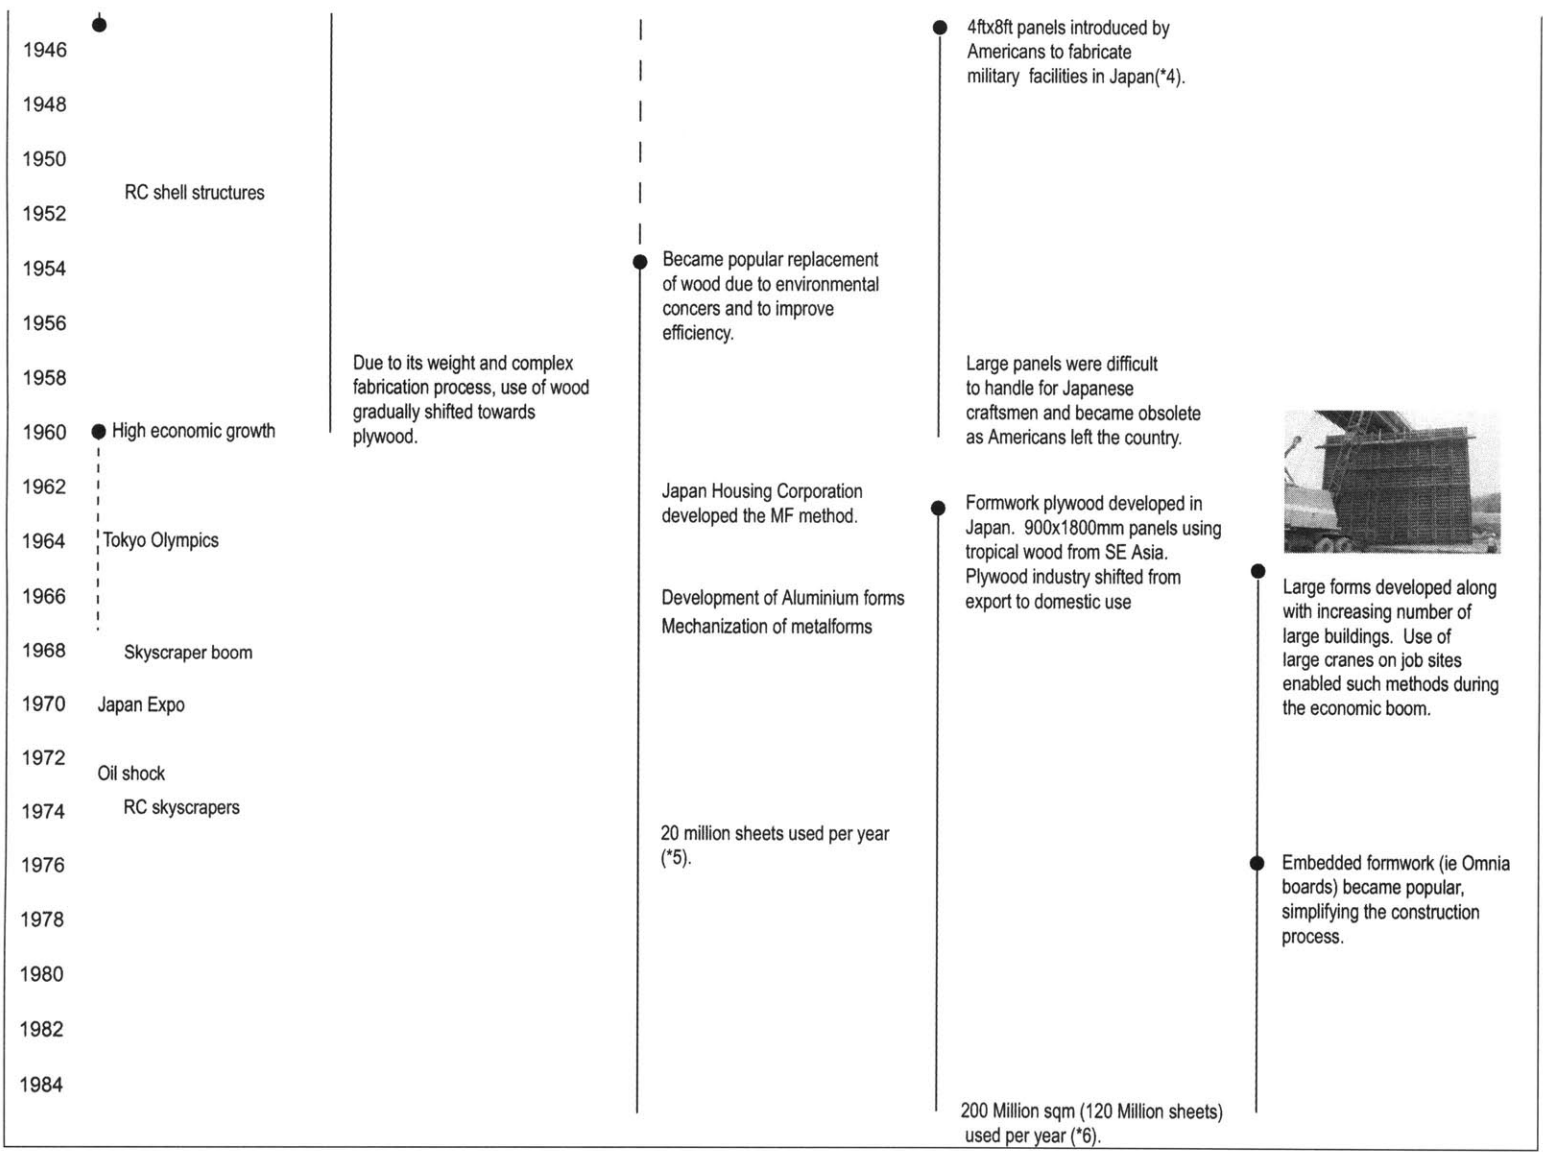 1946
1948
1950
1952
1954
1956
1958
1960
1962
1964
1966
1968
1970
1972
1974
1976
1978
1980
1982
1984
RC shell structures
High economic growth
Tokyo Olympics
Skyscraper boom
Japan Expo
Oil shock
RC skyscrapers
Due to its weight and complex
fabrication process, use of wood
gradually shifted towards
plywood.
Became popular replacement
of wood due to environmental
concers and to improve
efficiency.
Japan Housing Corporation
developed the MF method.
Development of Aluminium forms
Mechanization of metalforms
20 million sheets used per year
(*5).
4ftx8ft panels introduced by
Americans to fabricate
military facilities in Japan(*4).
Large panels were difficult
to handle for Japanese
craftsmen and became obsolete
as Americans left the country.
Formwork plywood developed in
Japan. 900x1800mm panels using
tropical wood from SE Asia.
Plywood industry shifted from
export to domestic use
200 Million sqm (120 Million sheets)
used per year (*6).
Large forms developed along
with increasing number of
large buildings. Use of
large cranes on job sites
enabled such methods during
the economic boom.
Embedded formwork (ie Omnia
boards) became popular,
simplifying the construction
process.